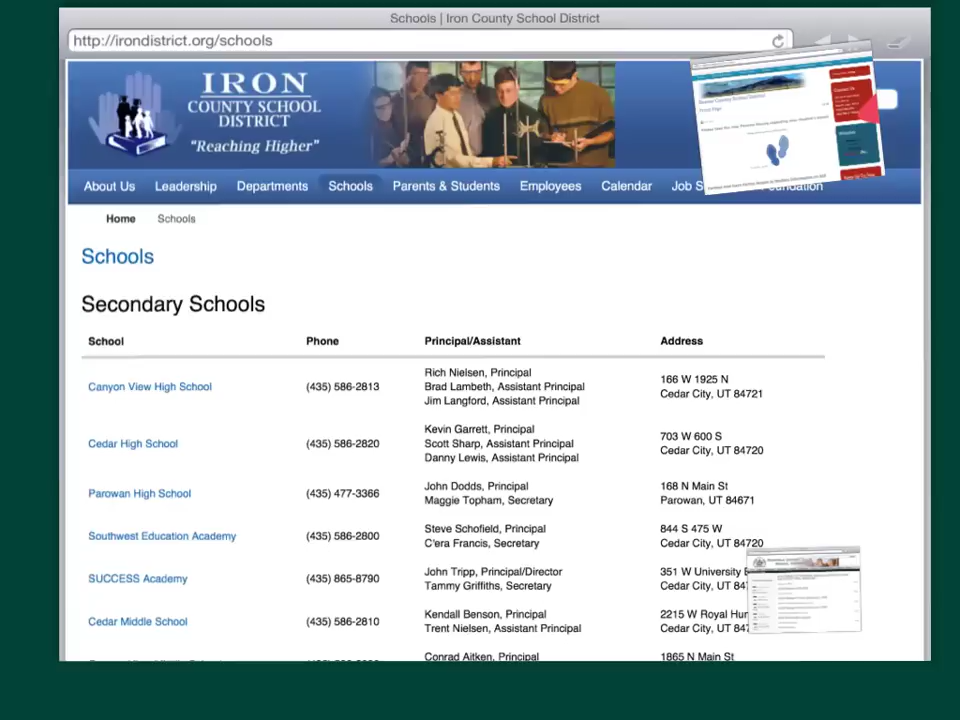 Schools | Iron County School District
http://irondistrict.org/schools
IRON
COUNTY SCHOOL
DISTRICT
"Reaching Higher"
About Us Leadership Departments Schools Parents & Students Employees Calendar Job S
Home Schools
Schools
Secondary Schools
School Phone Principal/Assistant Address
Canyon View High School (435) 586-2813 Rich Nielsen, Principal
Brad Lambeth, Assistant Principal
Jim Langford, Assistant Principal
166 W 1925 N
Cedar City, UT 84721
Cedar High School (435) 586-2820 Kevin Garrett, Principal
Scott Sharp, Assistant Principal
Danny Lewis, Assistant Principal
703 W 600 S
Cedar City, UT 84720
Parowan High School (435) 477-3366 John Dodds, Principal
Maggie Topham, Secretary
168 N Main St
Parowan, UT 84671
Southwest Education Academy (435) 586-2800 Steve Schofield, Principal
C'era Francis, Secretary
844 S 475 W
Cedar City, UT 84720
SUCCESS Academy (435) 865-8790 John Tripp, Principal/Director
Tammy Griffiths, Secretary
351 W University
Cedar City, UT 847
Cedar Middle School (435) 586-2810 Kendall Benson, Principal
Trent Nielsen, Assistant Principal
2215 W Royal Hun
Cedar City, UT 847
Conrad Aitken, Principal
1865 N Main St